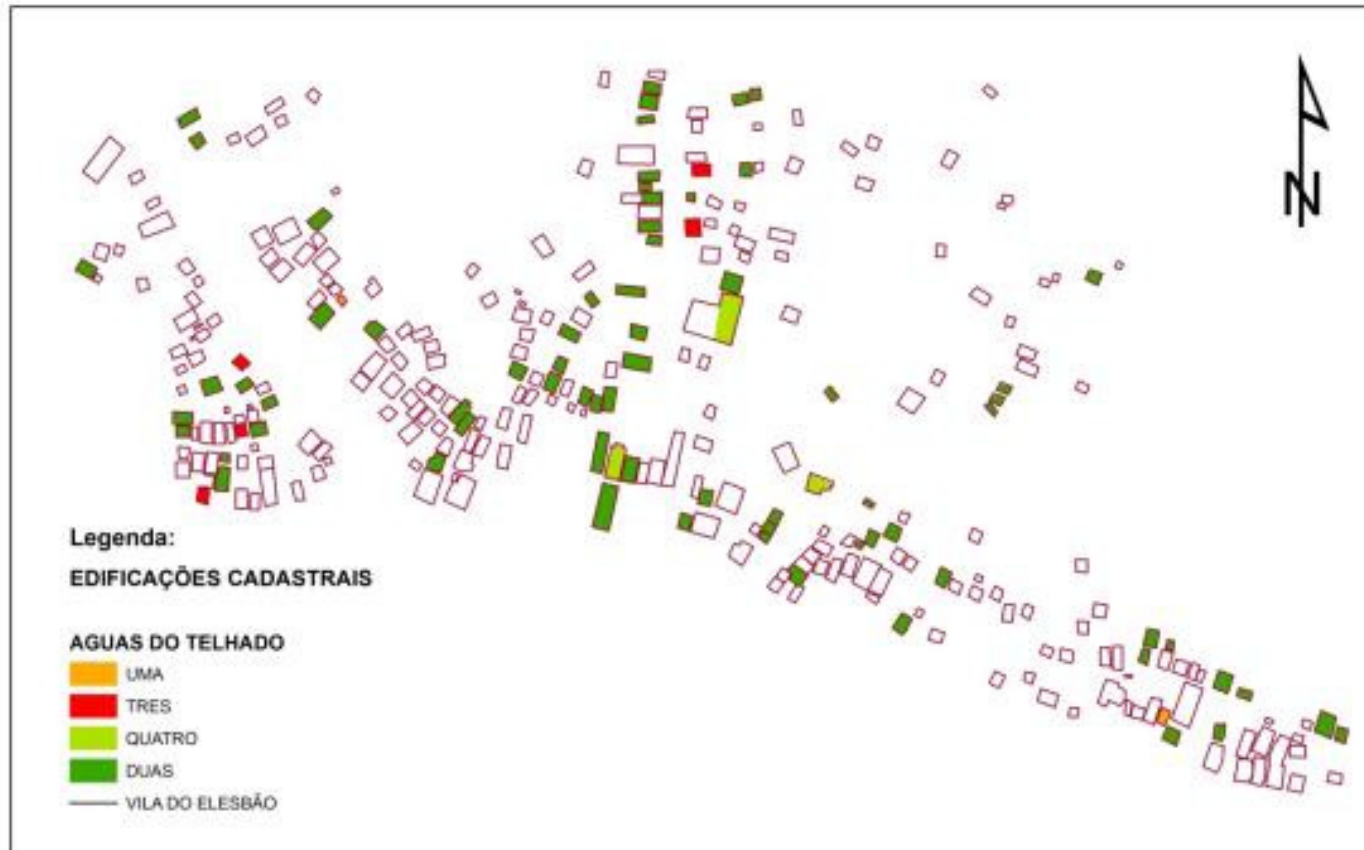 N
Legenda:
EDIFICAÇÕES CADASTRAIS
AGUAS DO TELHADO
UMA
TRES
QUATRO
DUAS
VILA DO ELESBÃO